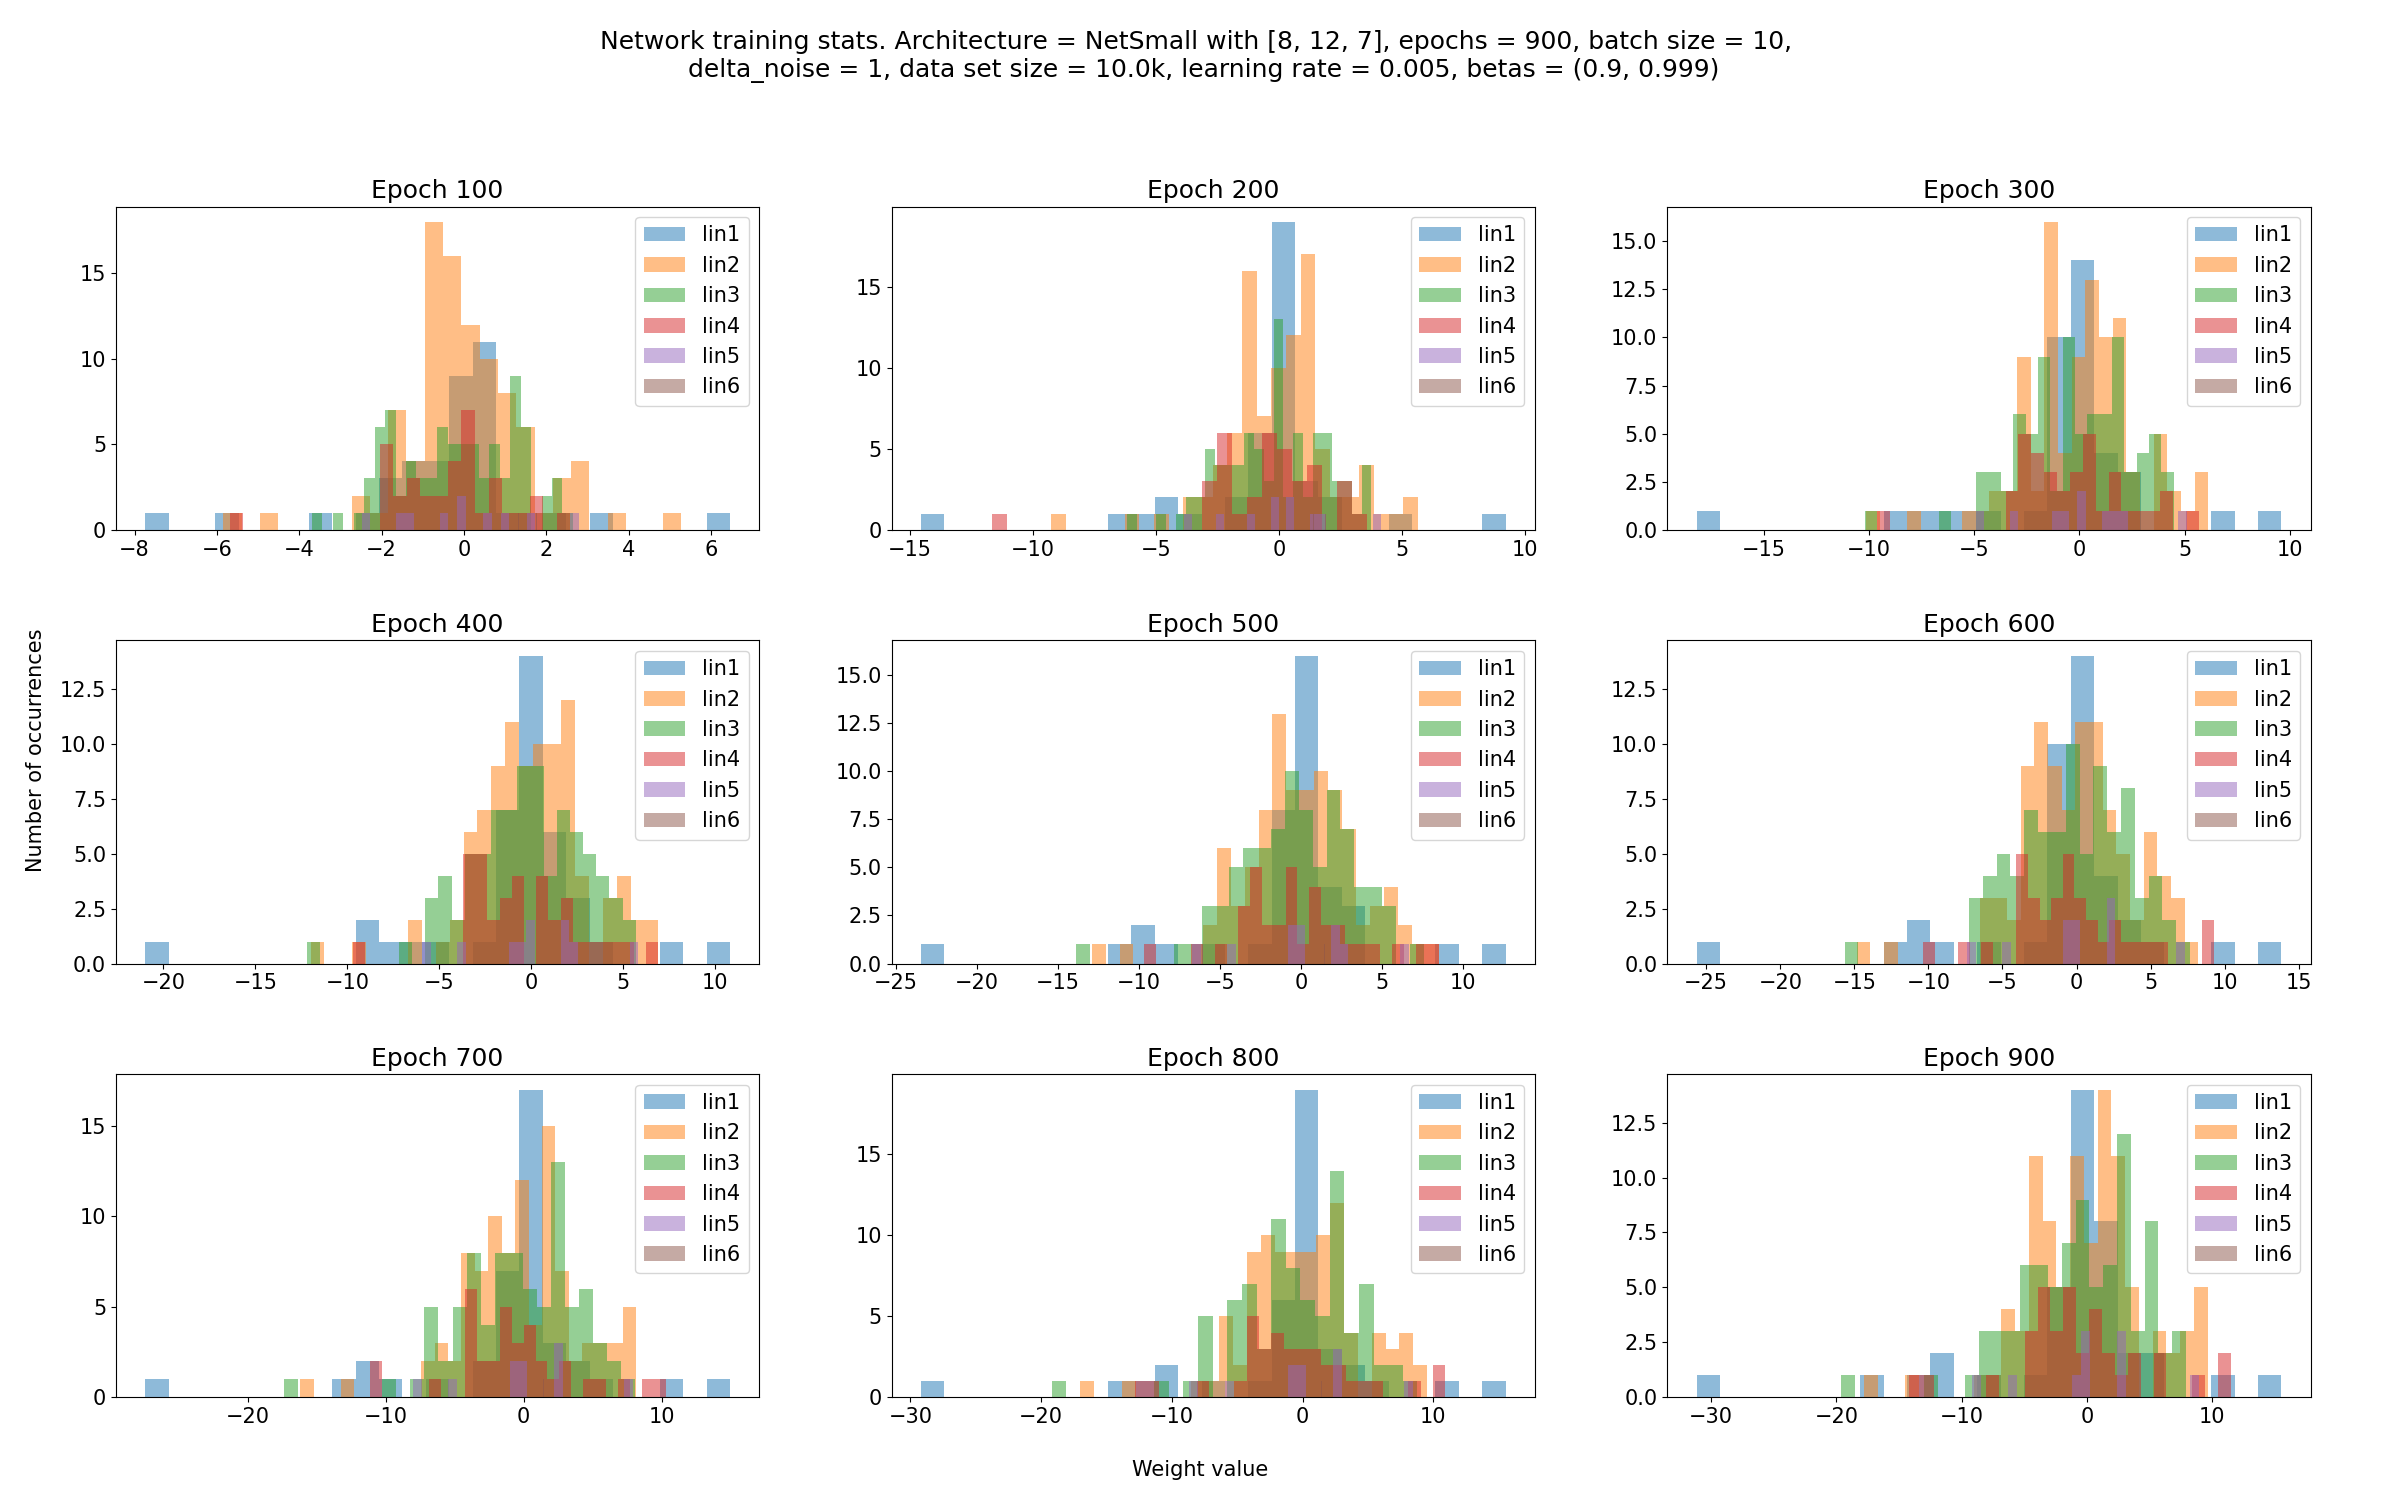 Network training stats. Architecture = NetSmall with [8, 12, 7], epochs = 900, batch size = 10,
delta_noise = 1, data set size = 10.0k, learning rate = 0.005, betas = (0.9, 0.999)
Epoch 100
lin1
lin2
lin3
lin4
lin5
lin6
15
10
5
0
−8 −6 −4 −2 0 2 4 6
Epoch 200
lin1
lin2
lin3
lin4
lin5
lin6
15
10
5
0
−15 −10 −5 0 5 10
Epoch 300
lin1
lin2
lin3
lin4
lin5
lin6
15.0
12.5
10.0
7.5
5.0
2.5
0.0
−15 −10 −5 0 5 10
Number of occurrences
Epoch 400
lin1
lin2
lin3
lin4
lin5
lin6
12.5
10.0
7.5
5.0
2.5
0.0
−20 −15 −10 −5 0 5 10
Epoch 500
lin1
lin2
lin3
lin4
lin5
lin6
15.0
12.5
10.0
7.5
5.0
2.5
0.0
−25 −20 −15 −10 −5 0 5 10
Epoch 600
lin1
lin2
lin3
lin4
lin5
lin6
12.5
10.0
7.5
5.0
2.5
0.0
−25 −20 −15 −10 −5 0 5 10 15
Epoch 700
lin1
lin2
lin3
lin4
lin5
lin6
15
10
5
0
−20 −10 0 10
Epoch 800
lin1
lin2
lin3
lin4
lin5
lin6
15
10
5
0
−30 −20 −10 0 10
Epoch 900
lin1
lin2
lin3
lin4
lin5
lin6
12.5
10.0
7.5
5.0
2.5
0.0
−30 −20 −10 0 10
Weight value